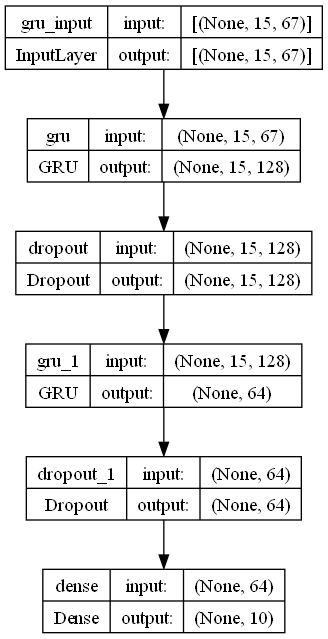 gru_input input: [(None, 15, 67)]
InputLayer output: [(None, 15, 67)]
gru input: (None, 15, 67)
GRU output: (None, 15, 128)
dropout input: (None, 15, 128)
Dropout output: (None, 15, 128)
gru_1 input: (None, 15, 128)
GRU output: (None, 64)
dropout_1 input: (None, 64)
Dropout output: (None, 64)
dense input: (None, 64)
Dense output: (None, 10)